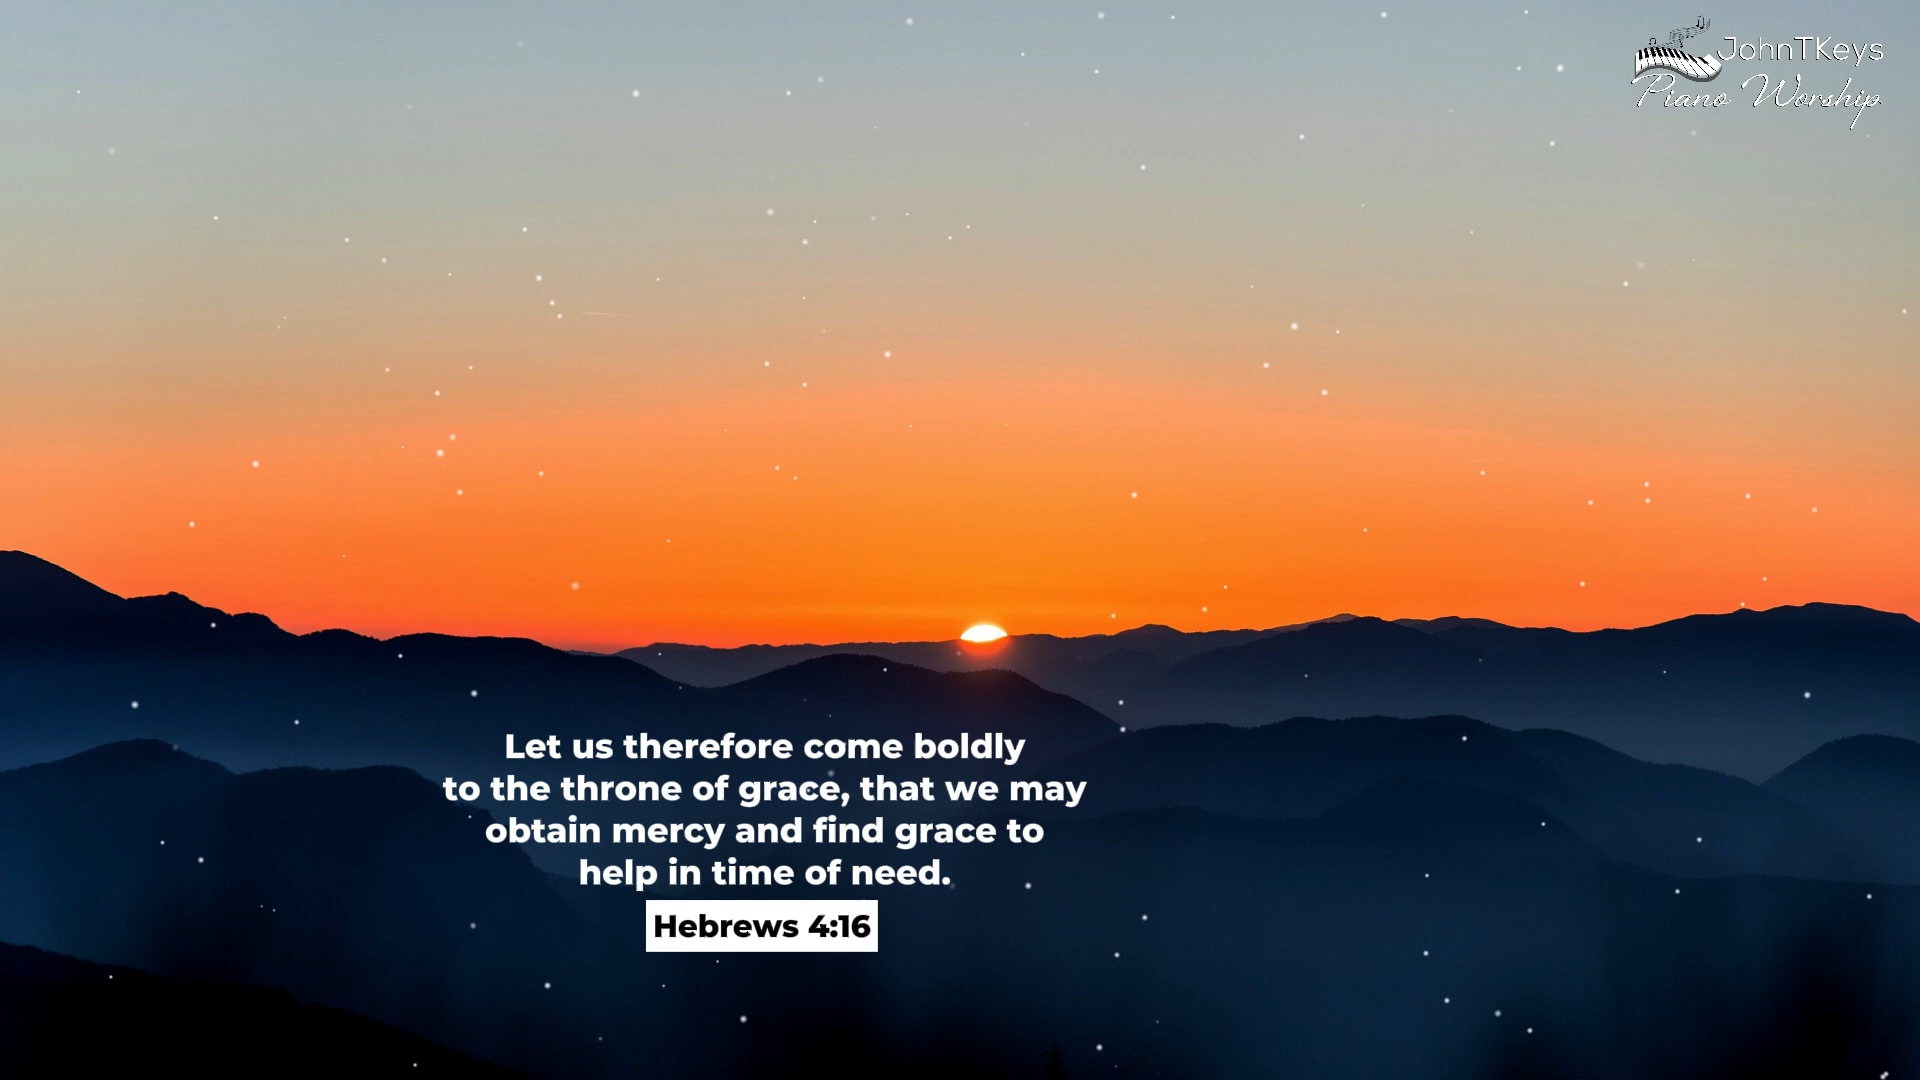 JohnTKeys
Piano Worship
Let us therefore come boldly
to the throne of grace, that we may
obtain mercy and find grace to
help in time of need.
Hebrews 4:16